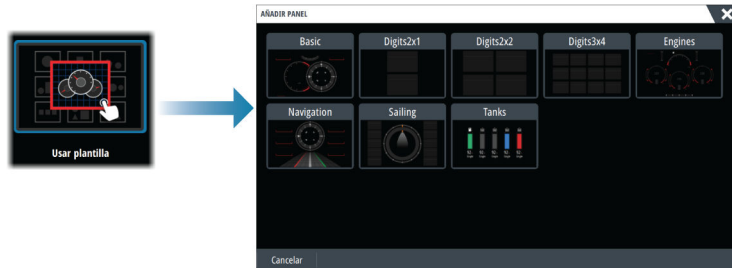 AÑADIR PANEL
Basic
Digits2x1
Digits2x2
Digits3x4
Engines
Navigation
Sailing
Tanks
Usar plantilla
Cancelar